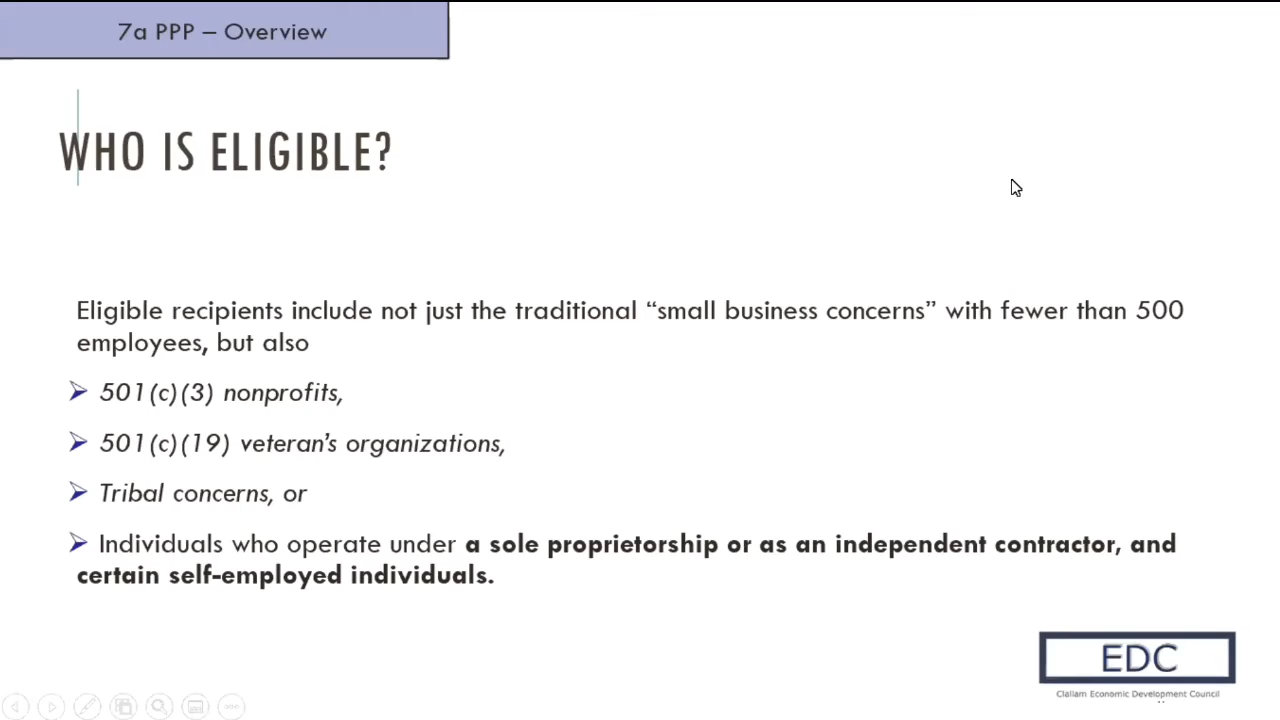 7a PPP – Overview
WHO IS ELIGIBLE?
Eligible recipients include not just the traditional “small business concerns” with fewer than 500
employees, but also
501(c)(3) nonprofits,
501(c)(19) veteran’s organizations,
Tribal concerns, or
Individuals who operate under a sole proprietorship or as an independent contractor, and
certain self-employed individuals.
EDC
Clallam Economic Development Council